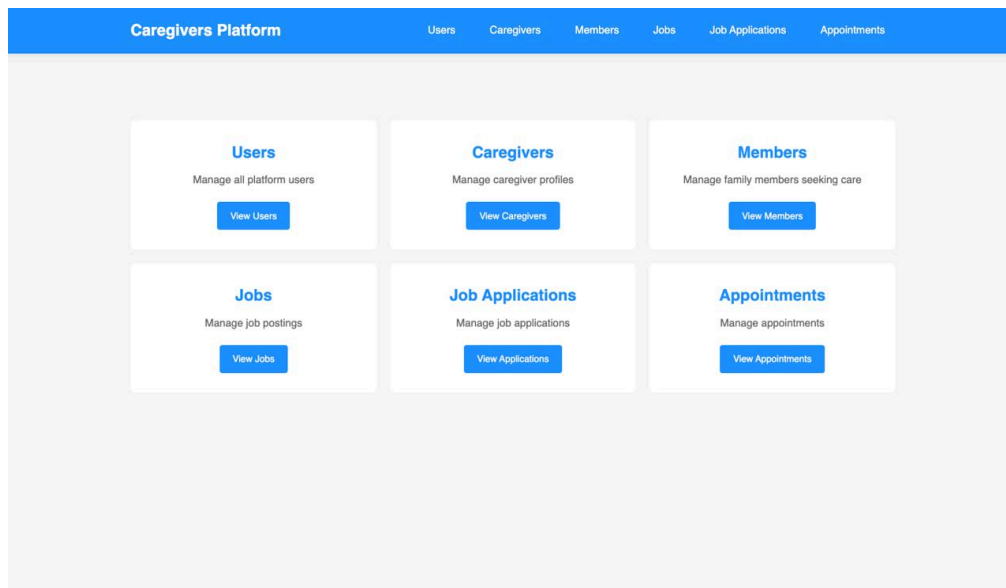 Caregivers Platform
Users Caregivers Members Jobs Job Applications Appointments
Users
Manage all platform users
View Users
Caregivers
Manage caregiver profiles
View Caregivers
Members
Manage family members seeking care
View Members
Jobs
Manage job postings
View Jobs
Job Applications
Manage job applications
View Applications
Appointments
Manage appointments
View Appointments